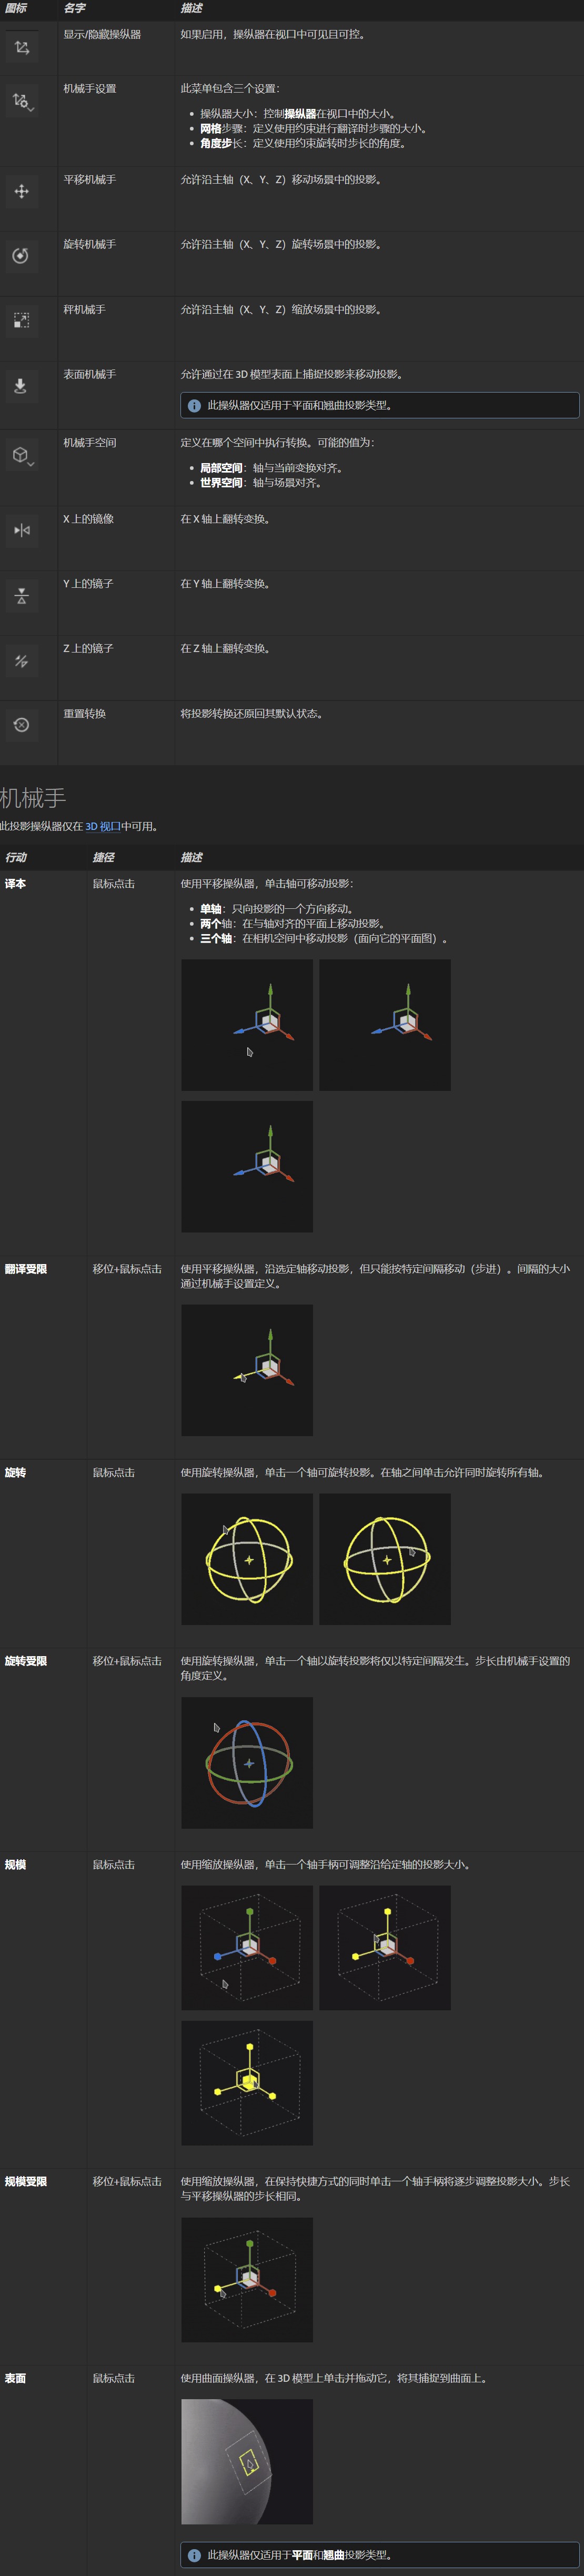 图标 名字 描述
显示/隐藏操纵器 如果启用，操纵器在视口中可见且可控。
机械手设置 此菜单包含三个设置：
操纵器大小：控制操纵器在视口中的大小。
网格步骤：定义使用约束进行翻译时步骤的大小。
角度步长：定义使用约束旋转时步长的角度。
平移机械手 允许沿主轴（X、Y、Z）移动场景中的投影。
旋转机械手 允许沿主轴（X、Y、Z）旋转场景中的投影。
秤机械手 允许沿主轴（X、Y、Z）缩放场景中的投影。
表面机械手 允许通过在 3D 模型表面上捕捉投影来移动投影。
此操纵器仅适用于平面和翘曲投影类型。
机械手空间 定义在哪个空间中执行转换。可能的值为：
局部空间：轴与当前变换对齐。
世界空间：轴与场景对齐。
X 上的镜像 在 X 轴上翻转变换。
Y 上的镜子 在 Y 轴上翻转变换。
Z 上的镜子 在 Z 轴上翻转变换。
重置转换 将投影转换还原回其默认状态。
机械手
此投影操纵器仅在 3D 视口中可用。
行动 捷径 描述
译本 鼠标点击 使用平移操纵器，单击轴可移动投影：
单轴：只向投影的一个方向移动。
两个轴：在与轴对齐的平面上移动投影。
三个轴：在相机空间中移动投影（面向它的平面图）。
翻译受限 移位+鼠标点击 使用平移操纵器，沿选定轴移动投影，但只能按特定间隔移动（步进）。间隔的大小
通过机械手设置定义。
旋转 鼠标点击 使用旋转操纵器，单击一个轴可旋转投影。在轴之间单击允许同时旋转所有轴。
旋转受限 移位+鼠标点击 使用旋转操纵器，单击一个轴以旋转投影将仅以特定间隔发生。步长由机械手设置的
角度定义。
规模 鼠标点击 使用缩放操纵器，单击一个轴手柄可调整沿给定轴的投影大小。
规模受限 移位+鼠标点击 使用缩放操纵器，在保持快捷方式的同时单击一个轴手柄将逐步调整投影大小。步长
与平移操纵器的步长相同。
表面 鼠标点击 使用曲面操纵器，在 3D 模型上单击并拖动它，将其捕捉到曲面上。
此操纵器仅适用于平面和翘曲投影类型。